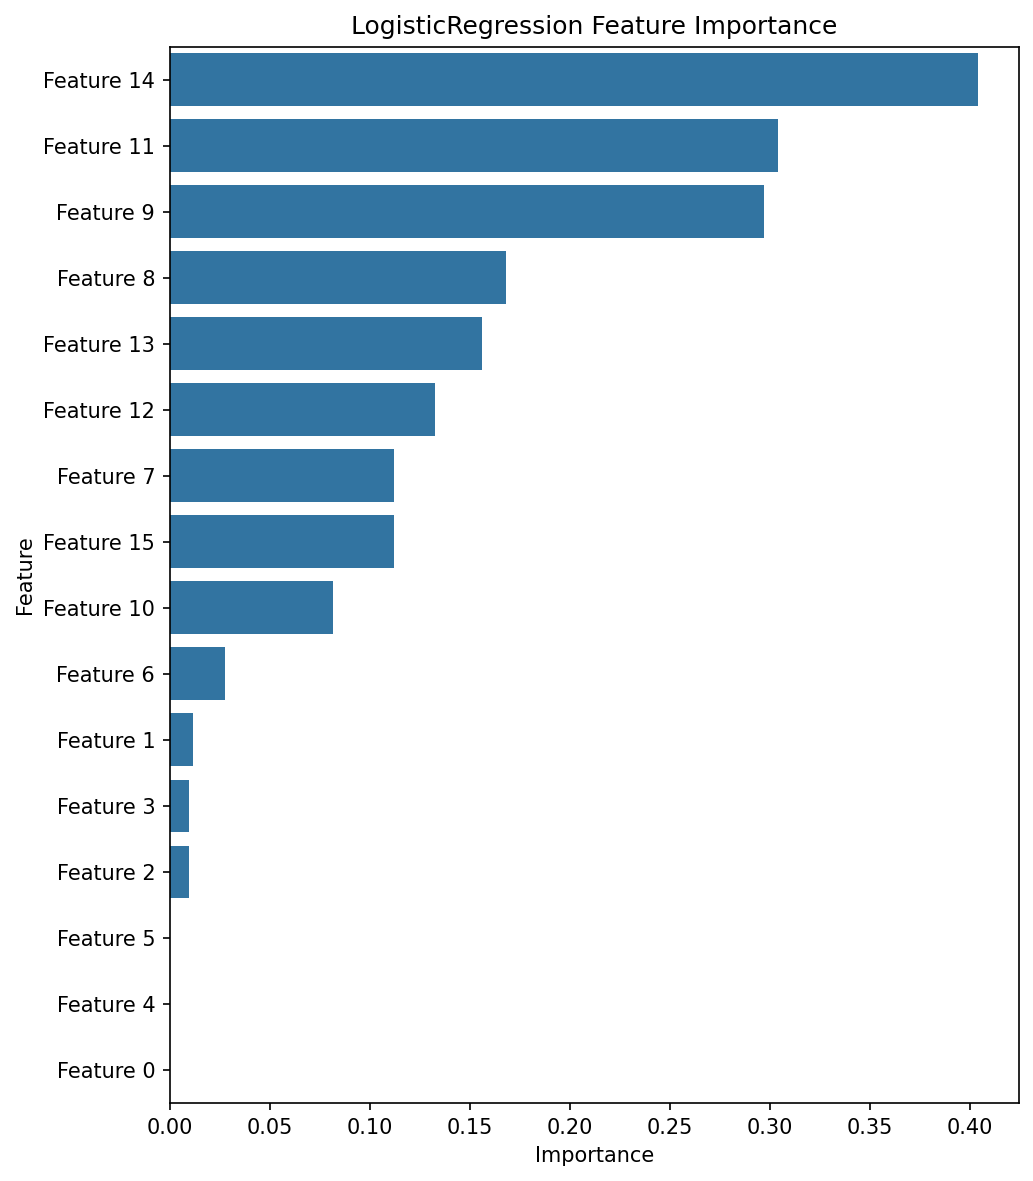 LogisticRegression Feature Importance
Feature 14
Feature 11
Feature 9
Feature 8
Feature 13
Feature 12
Feature 7
Feature 15
Feature 10
Feature 6
Feature 1
Feature 3
Feature 2
Feature 5
Feature 4
Feature 0
Feature
0.00 0.05 0.10 0.15 0.20 0.25 0.30 0.35 0.40
Importance